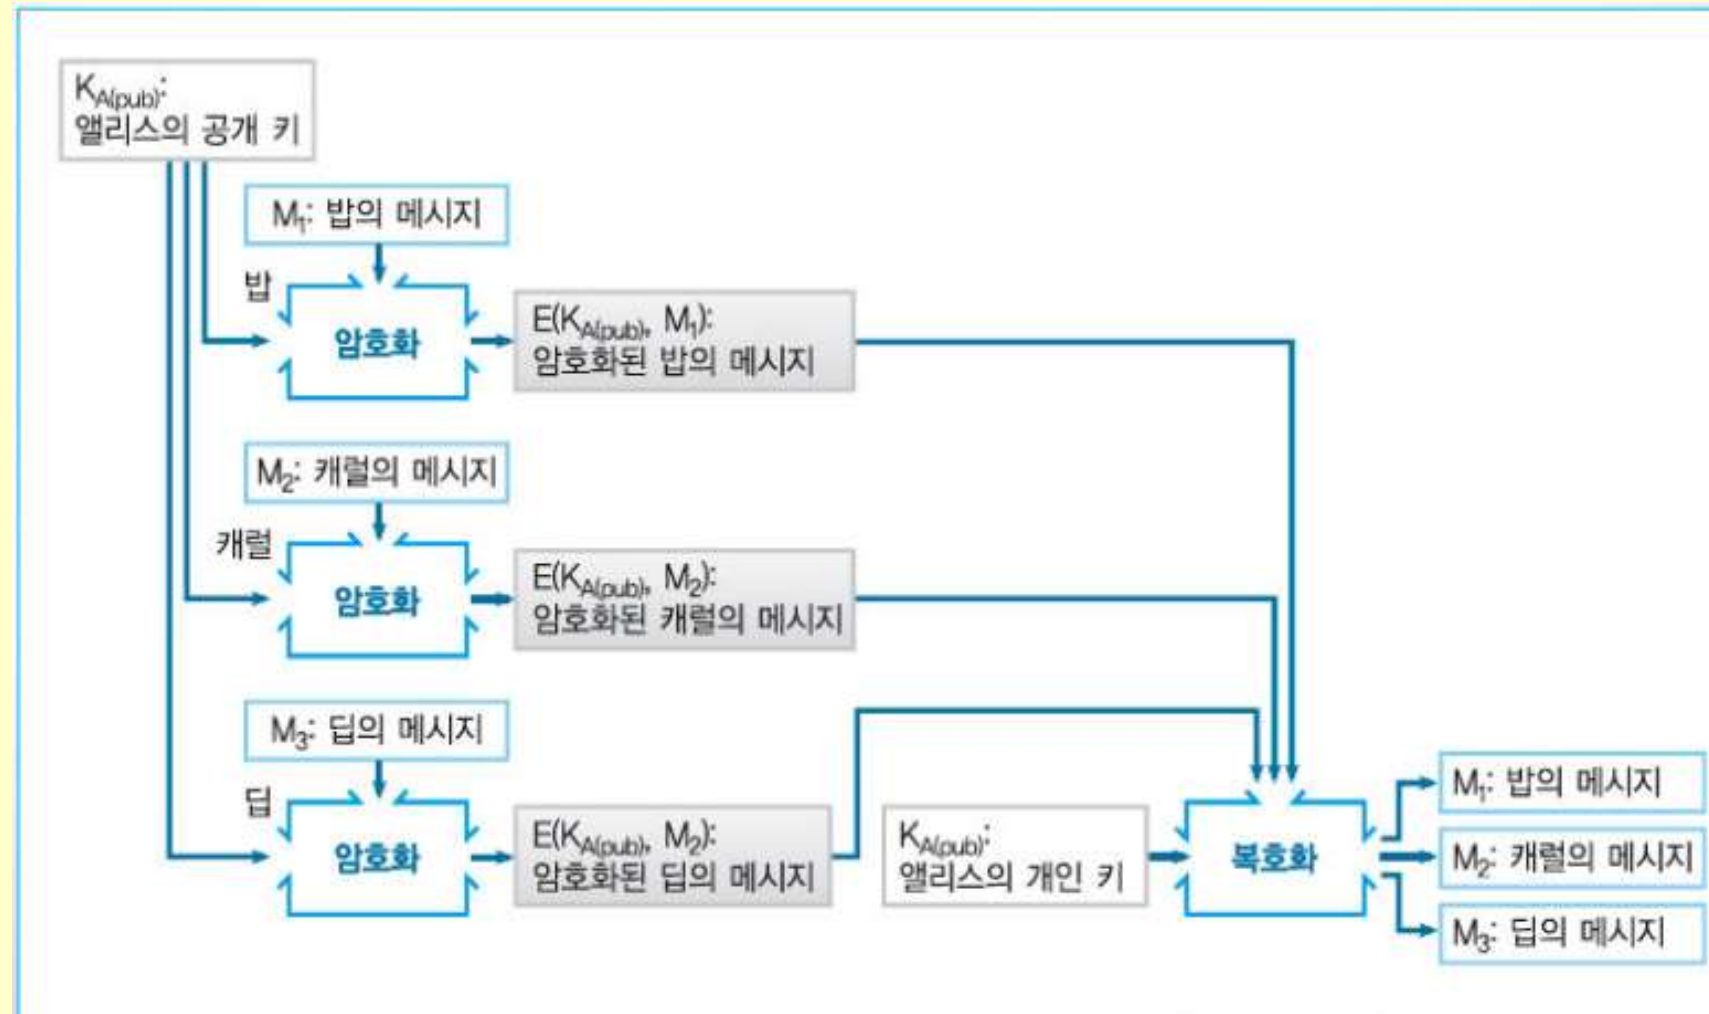 K_A(pub):
앨리스의 공개 키
M₁: 밥의 메시지
밥
암호화
E(K_A(pub), M₁):
암호화된 밥의 메시지
M₂: 캐럴의 메시지
캐럴
암호화
E(K_A(pub), M₂):
암호화된 캐럴의 메시지
M₃: 딥의 메시지
딥
암호화
E(K_A(pub), M₂):
암호화된 딥의 메시지
K_A(pub):
앨리스의 개인 키
복호화
M₁: 밥의 메시지
M₂: 캐럴의 메시지
M₃: 딥의 메시지